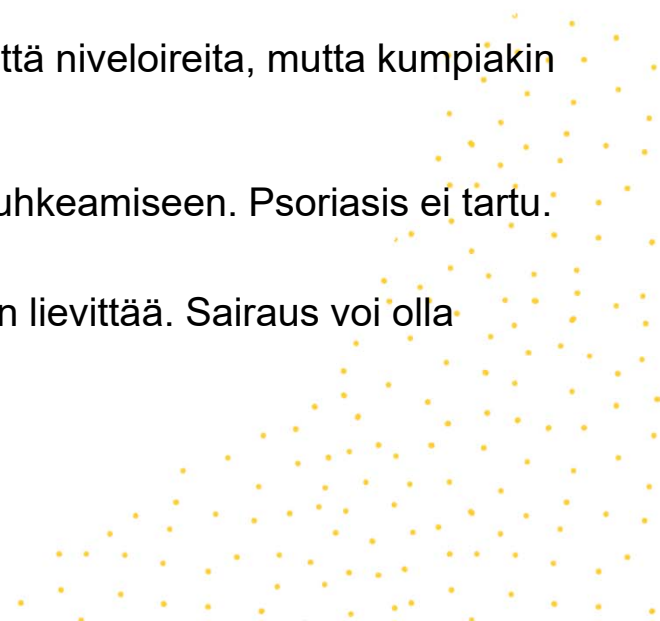 ttä niveloireita, mutta kumpiakin
uhkeamiseen. Psoriasis ei tartu.
n lievittää. Sairaus voi olla